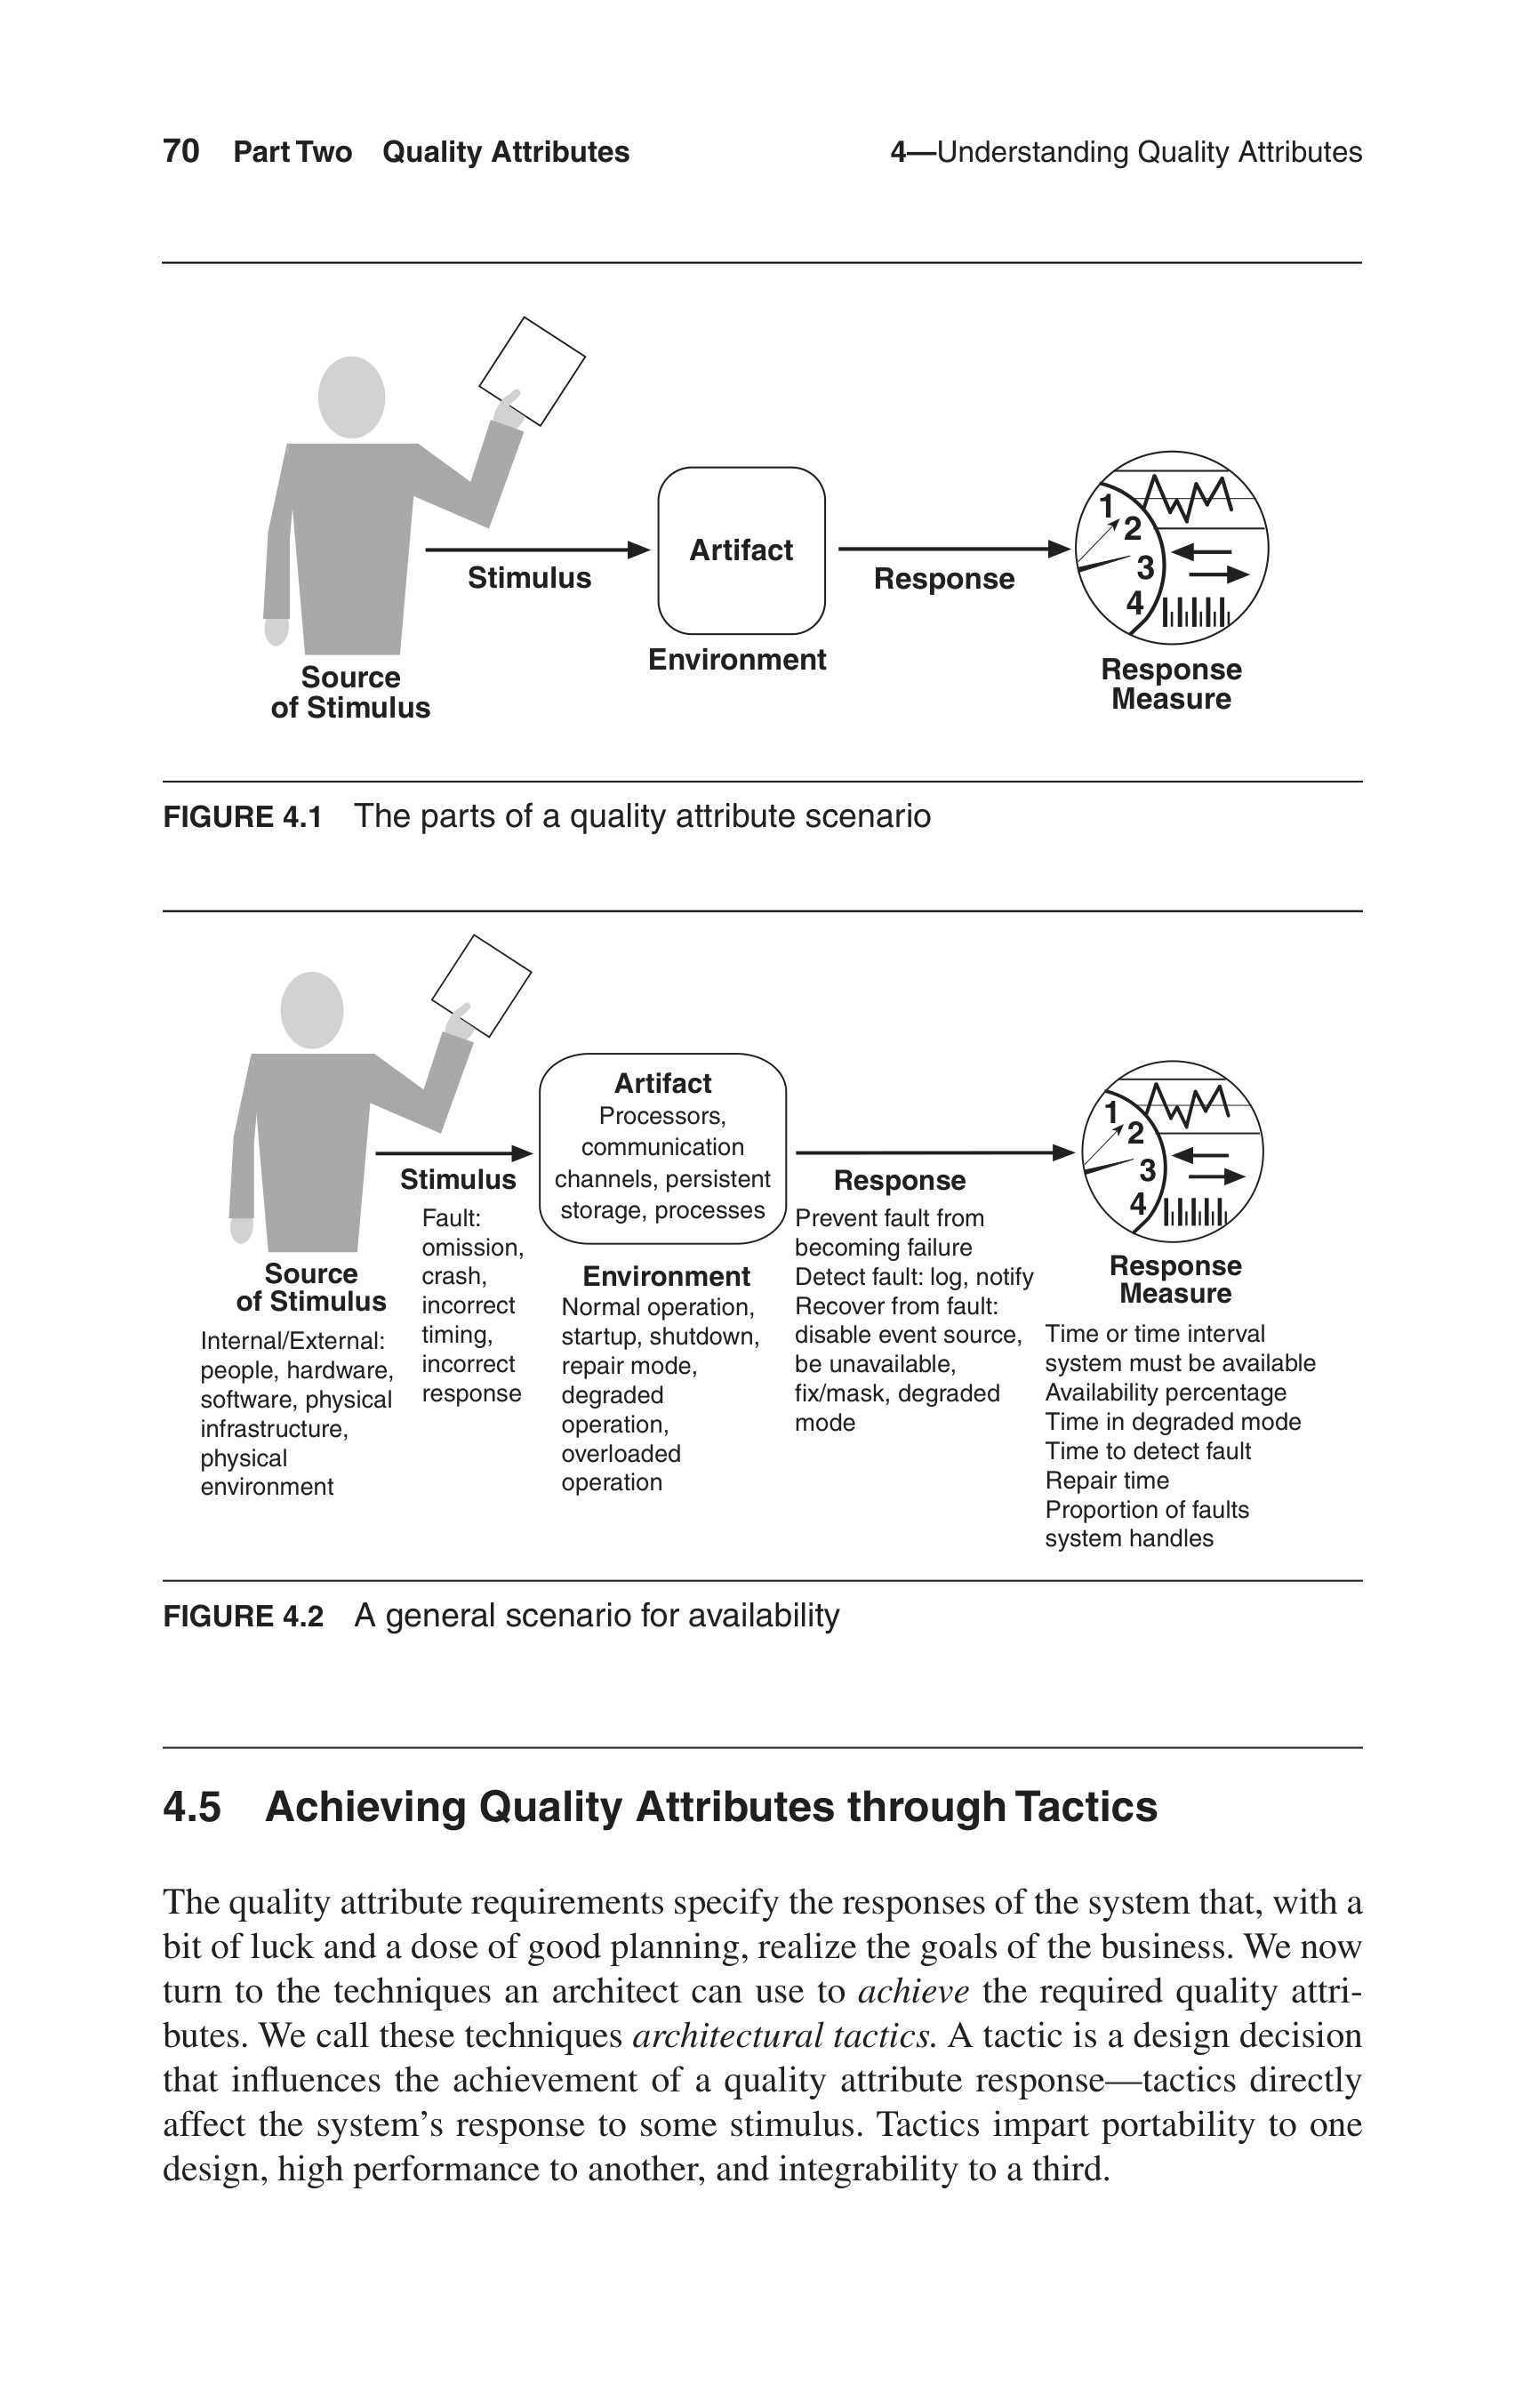 70 Part Two Quality Attributes 4—Understanding Quality Attributes
1
2
3
4
Artifact
Stimulus
Response
Environment
Source
of Stimulus
Response
Measure
FIGURE 4.1 The parts of a quality attribute scenario
Source
of Stimulus
Internal/External:
people, hardware,
software, physical
infrastructure,
physical
environment
Stimulus
Fault:
omission,
crash,
incorrect
timing,
incorrect
response
Artifact
Processors,
communication
channels, persistent
storage, processes
Environment
Normal operation,
startup, shutdown,
repair mode,
degraded
operation,
overloaded
operation
Response
Prevent fault from
becoming failure
Detect fault: log, notify
Recover from fault:
disable event source,
be unavailable,
fix/mask, degraded
mode
1
2
3
4
Response
Measure
Time or time interval
system must be available
Availability percentage
Time in degraded mode
Time to detect fault
Repair time
Proportion of faults
system handles
FIGURE 4.2 A general scenario for availability
4.5 Achieving Quality Attributes through Tactics
The quality attribute requirements specify the responses of the system that, with a
bit of luck and a dose of good planning, realize the goals of the business. We now
turn to the techniques an architect can use to achieve the required quality attri-
butes. We call these techniques architectural tactics. A tactic is a design decision
that influences the achievement of a quality attribute response—tactics directly
affect the system’s response to some stimulus. Tactics impart portability to one
design, high performance to another, and integrability to a third.